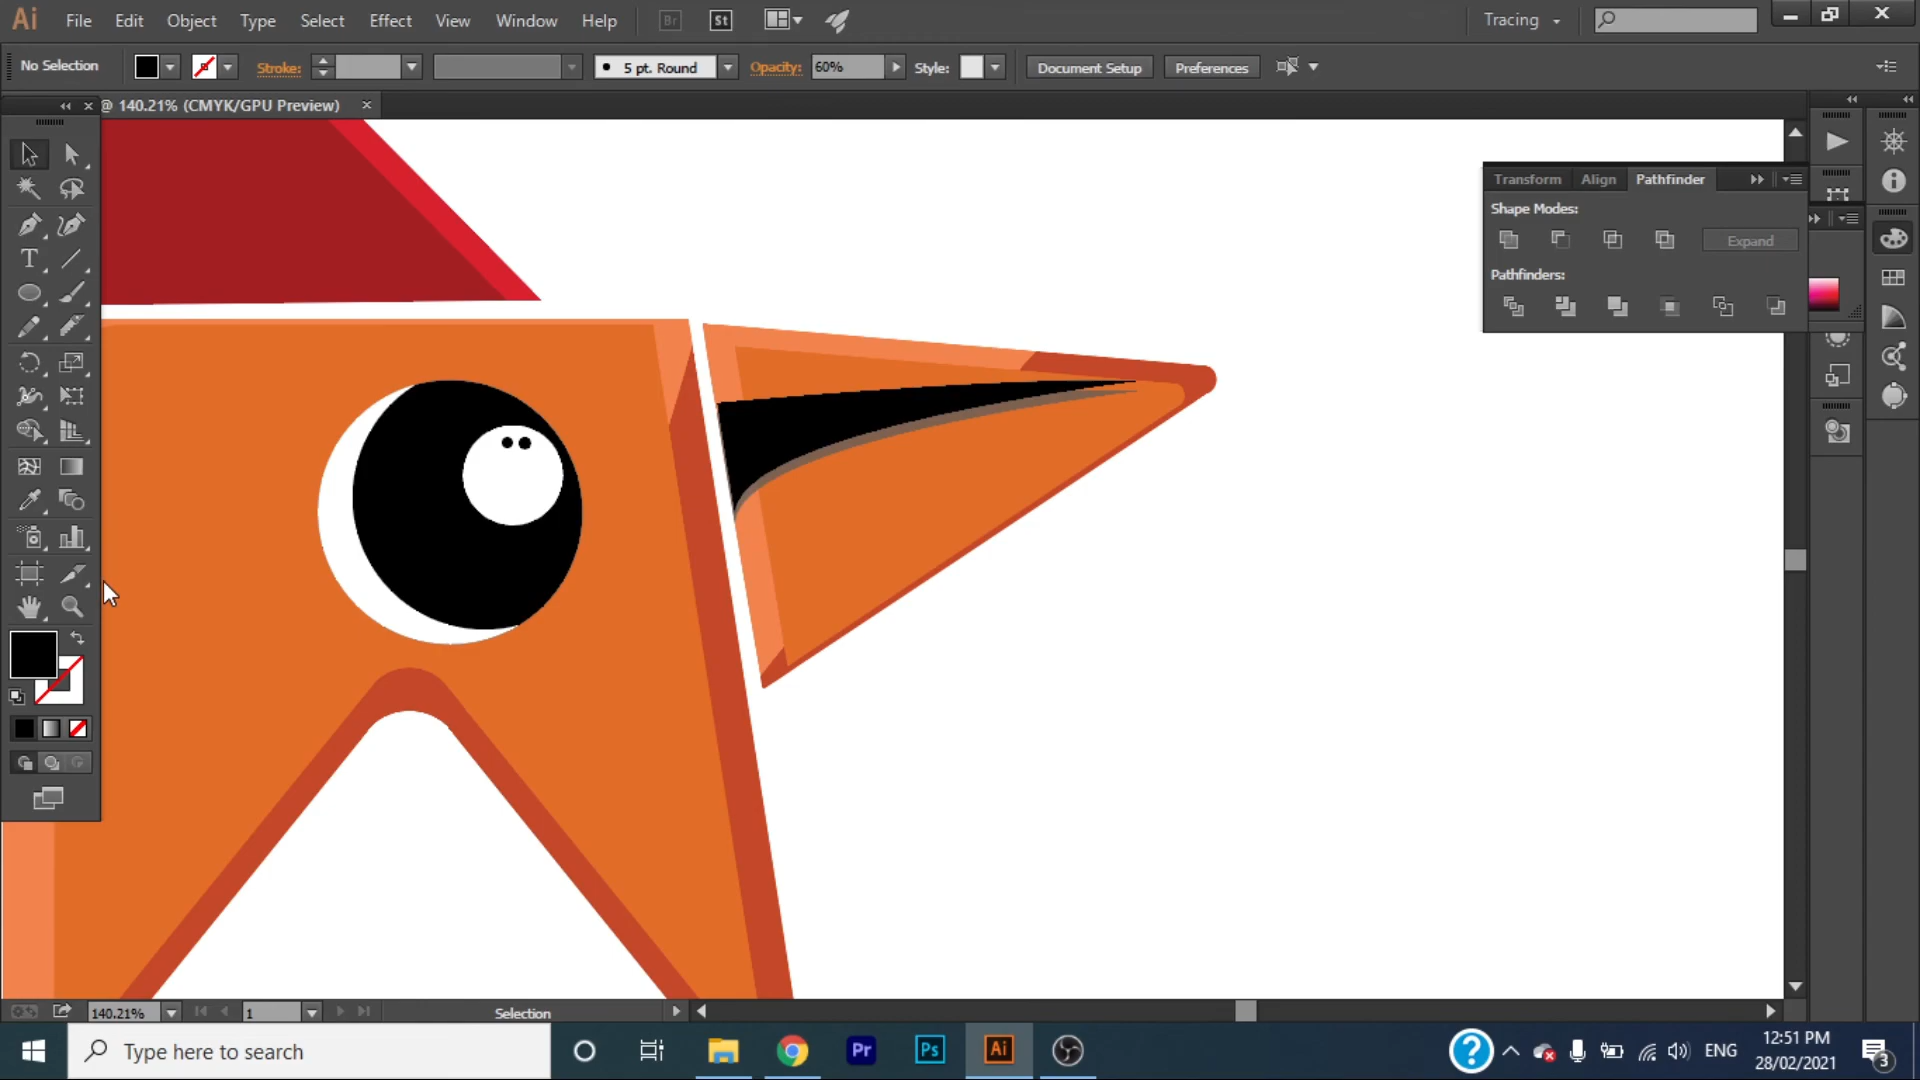 Ai File Edit Object Type Select Effect View Window Help Br St Tracing
No Selection Stroke: 5 pt. Round Opacity: 60% Style: Document Setup Preferences
@ 140.21% (CMYK/GPU Preview)
Transform Align Pathfinder
Shape Modes:
Expand
Pathfinders:
T
140.21% 1 Selection
Type here to search Pr Ps Ai ENG
12:51 PM
28/02/2021
3